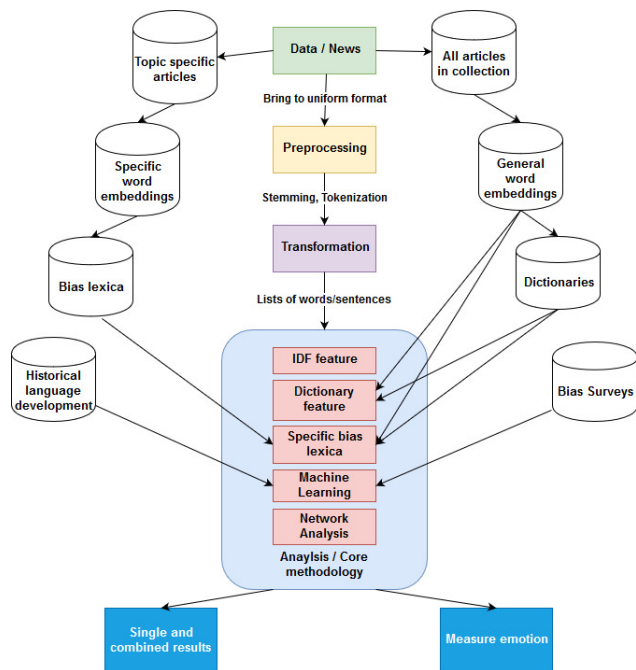 Data / News
Topic specific
articles
All articles
in collection
Bring to uniform format
Preprocessing
Specific
word
embeddings
General
word
embeddings
Stemming, Tokenization
Transformation
Bias lexica
Dictionaries
Lists of words/sentences
IDF feature
Historical
language
development
Dictionary
feature
Bias Surveys
Specific bias
lexica
Machine
Learning
Network
Analysis
Anaylsis / Core
methodology
Single and
combined results
Measure emotion